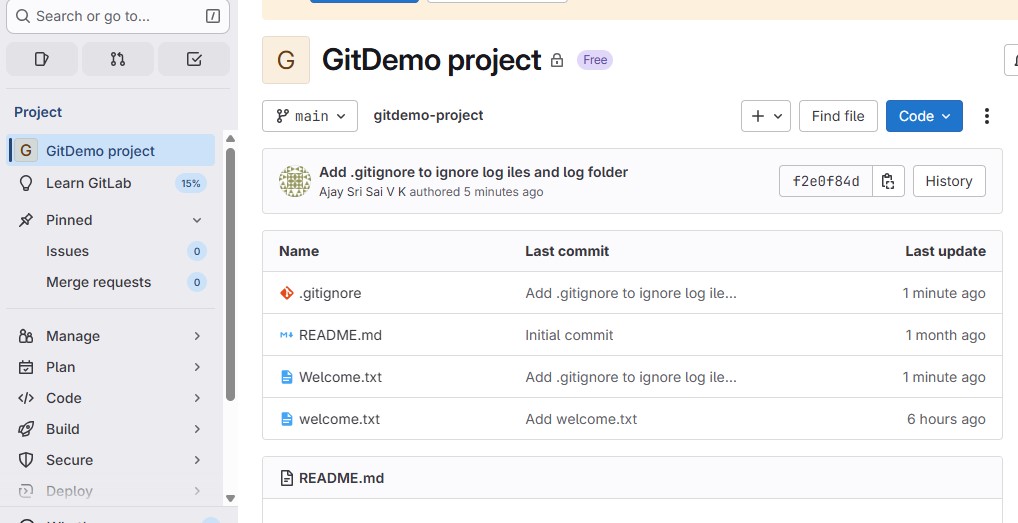 Search or go to... /
Project
G GitDemo project
Learn GitLab 15%
Pinned
Issues 0
Merge requests 0
Manage
Plan
Code
Build
Secure
Deploy
G GitDemo project Free
main gitdemo-project Find file Code
Add .gitignore to ignore log iles and log folder
Ajay Sri Sai V K authored 5 minutes ago
f2e0f84d History
Name Last commit Last update
.gitignore Add .gitignore to ignore log ile... 1 minute ago
README.md Initial commit 1 month ago
Welcome.txt Add .gitignore to ignore log ile... 1 minute ago
welcome.txt Add welcome.txt 6 hours ago
README.md